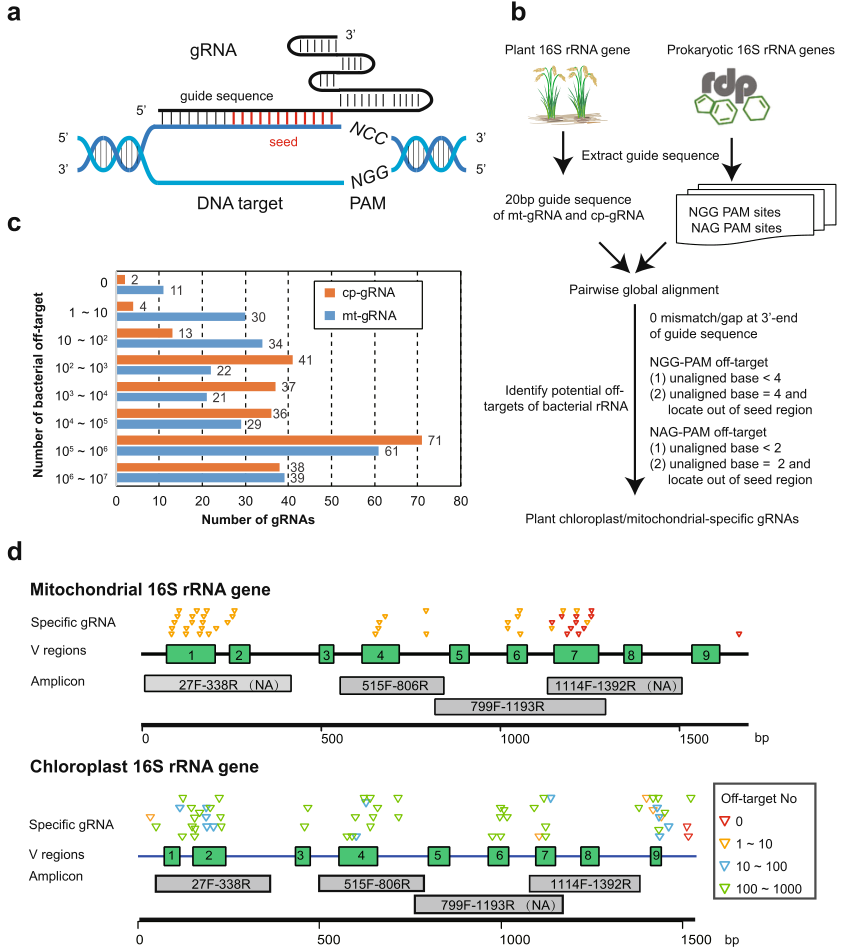 a
gRNA
3’
guide sequence
5’
seed
5’
3’
NCC
3’
5’
NGG
DNA target
PAM
b
Plant 16S rRNA gene
Prokaryotic 16S rRNA genes
rdp
Extract guide sequence
20bp guide sequence
of mt-gRNA and cp-gRNA
NGG PAM sites
NAG PAM sites
Pairwise global alignment
0 mismatch/gap at 3’-end
of guide sequence
NGG-PAM off-target
(1) unaligned base < 4
(2) unaligned base = 4 and
locate out of seed region
Identify potential off-
targets of bacterial rRNA
NAG-PAM off-target
(1) unaligned base < 2
(2) unaligned base = 2 and
locate out of seed region
Plant chloroplast/mitochondrial-specific gRNAs
c
Number of bacterial off-target
cp-gRNA
mt-gRNA
0
2
11
1 ~ 10
4
30
10 ~ 10²
13
34
10² ~ 10³
41
22
10³ ~ 10⁴
37
21
10⁴ ~ 10⁵
36
29
10⁵ ~ 10⁶
71
61
10⁶ ~ 10⁷
38
39
0 10 20 30 40 50 60 70 80
Number of gRNAs
d
Mitochondrial 16S rRNA gene
Specific gRNA
V regions
1 2 3 4 5 6 7 8 9
Amplicon
27F-338R （NA）
515F-806R
1114F-1392R （NA）
799F-1193R
0 500 1000 1500 bp
Chloroplast 16S rRNA gene
Specific gRNA
V regions
1 2 3 4 5 6 7 8 9
Amplicon
27F-338R
515F-806R
1114F-1392R
799F-1193R （NA）
0 500 1000 1500 bp
Off-target No
0
1 ~ 10
10 ~ 100
100 ~ 1000